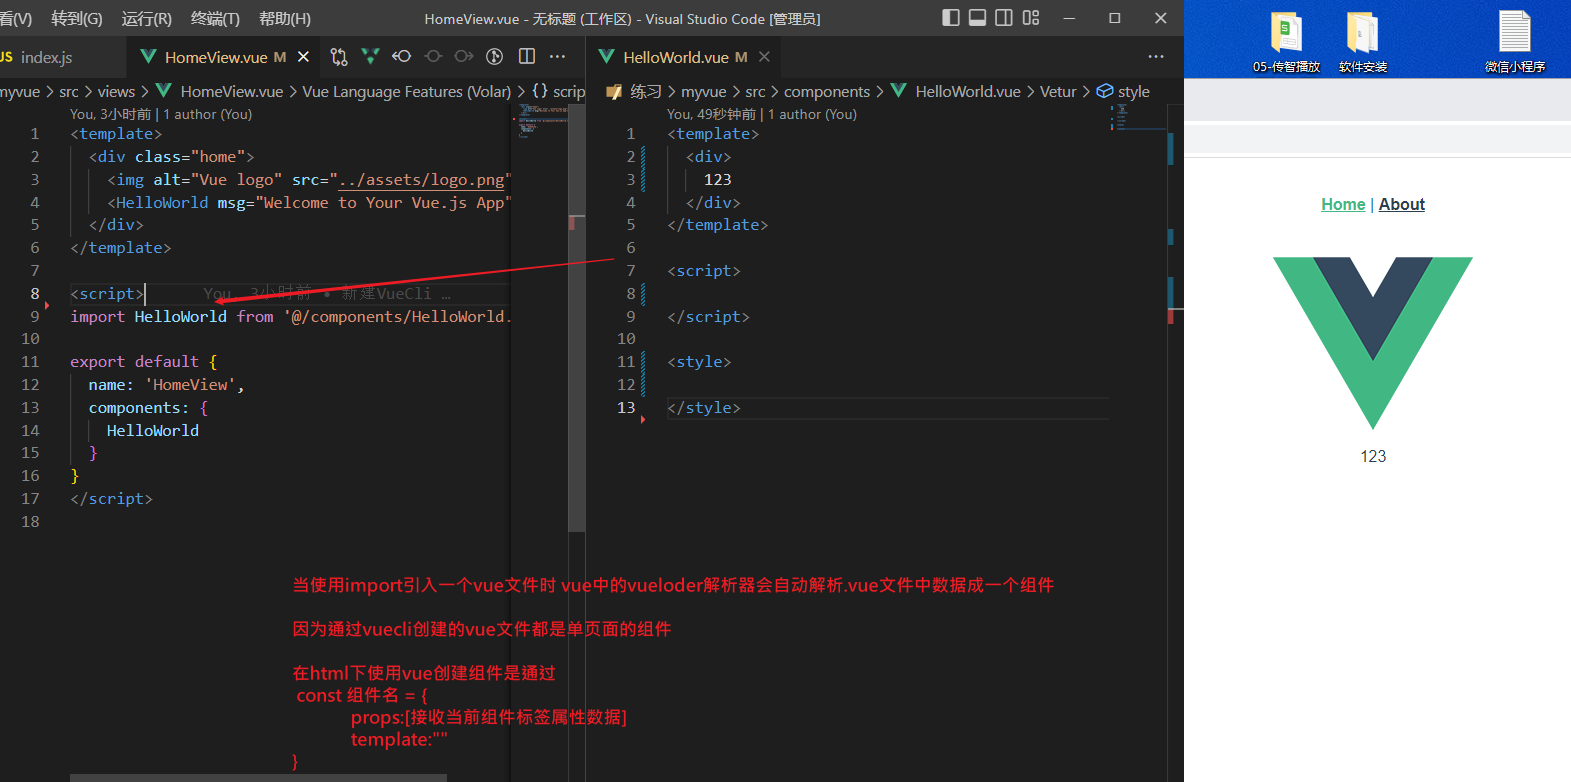 看(V) 转到(G) 运行(R) 终端(T) 帮助(H) HomeView.vue - 无标题 (工作区) - Visual Studio Code [管理员]
JS index.js HomeView.vue M HelloWorld.vue M
myvue > src > views > HomeView.vue > Vue Language Features (Volar) > {} scrip
练习 > myvue > src > components > HelloWorld.vue > Vetur > style
You, 3小时前 | 1 author (You)
1 <template>
2 <div class="home">
3 <img alt="Vue logo" src="../assets/logo.png"
4 <HelloWorld msg="Welcome to Your Vue.js App"
5 </div>
6 </template>
7
8 <script> You, 3小时前 • 新建VueCli …
9 import HelloWorld from '@/components/HelloWorld.
10
11 export default {
12 name: 'HomeView',
13 components: {
14 HelloWorld
15 }
16 }
17 </script>
18
You, 49秒钟前 | 1 author (You)
1 <template>
2 <div>
3 123
4 </div>
5 </template>
6
7 <script>
8
9 </script>
10
11 <style>
12
13 </style>
当使用import引入一个vue文件时 vue中的vueloder解析器会自动解析.vue文件中数据成一个组件
因为通过vuecli创建的vue文件都是单页面的组件
在html下使用vue创建组件是通过
const 组件名 = {
props:[接收当前组件标签属性数据]
template:""
}
05-传智播放 软件安装 微信小程序
Home | About
123